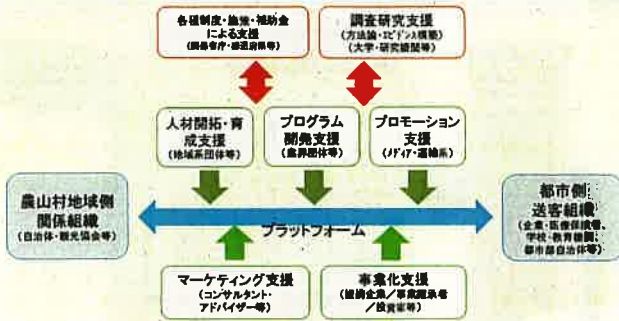 各種制度・施策・補助金
による支援
(関係省庁・都道府県等)
調査研究支援
(方法論・エビデンス構築)
(大学・研究機関等)
人材開拓・育
成支援
(地域系団体等)
プログラム
開発支援
(業界団体等)
プロモーション
支援
(メディア・運輸系)
農山村地域側
関係組織
(自治体・観光協会等)
プラットフォーム
都市側
送客組織
(企業・医療保険者、
学校・教育機関、
都市部自治体等)
マーケティング支援
(コンサルタント・
アドバイザー等)
事業化支援
(提携企業/事業継承者
/投資家等)